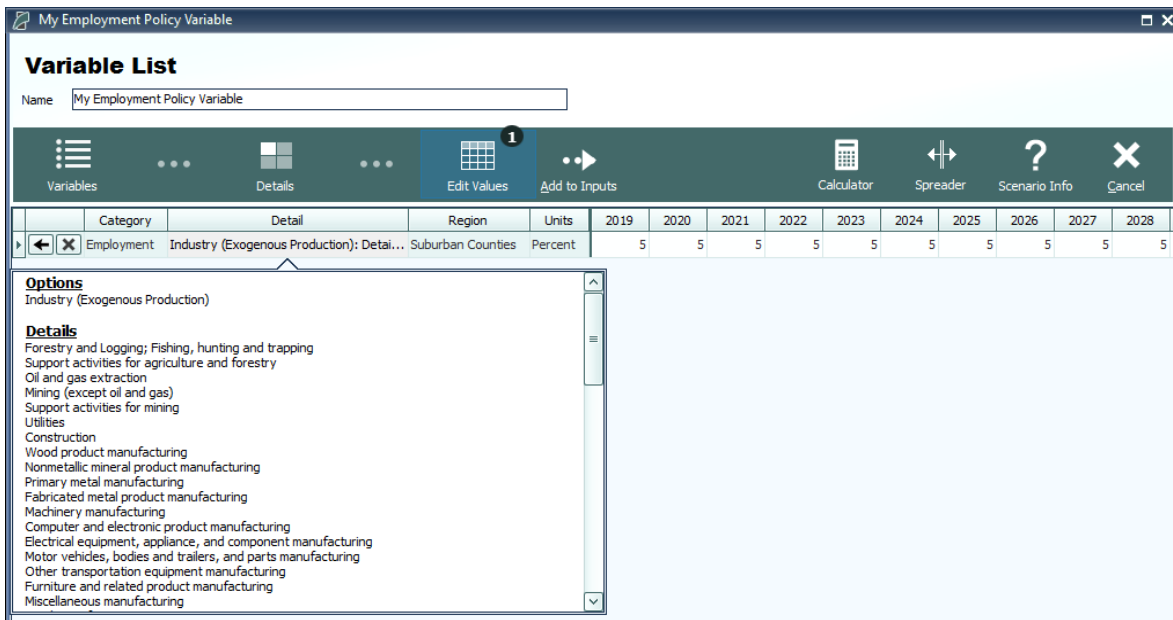 My Employment Policy Variable
Variable List
Name My Employment Policy Variable
1
Variables Details Edit Values Add to Inputs Calculator Spreader Scenario Info Cancel
Category Detail Region Units 2019 2020 2021 2022 2023 2024 2025 2026 2027 2028
Employment Industry (Exogenous Production): Detai... Suburban Counties Percent 5 5 5 5 5 5 5 5 5 5
Options
Industry (Exogenous Production)
Details
Forestry and Logging; Fishing, hunting and trapping
Support activities for agriculture and forestry
Oil and gas extraction
Mining (except oil and gas)
Support activities for mining
Utilities
Construction
Wood product manufacturing
Nonmetallic mineral product manufacturing
Primary metal manufacturing
Fabricated metal product manufacturing
Machinery manufacturing
Computer and electronic product manufacturing
Electrical equipment, appliance, and component manufacturing
Motor vehicles, bodies and trailers, and parts manufacturing
Other transportation equipment manufacturing
Furniture and related product manufacturing
Miscellaneous manufacturing